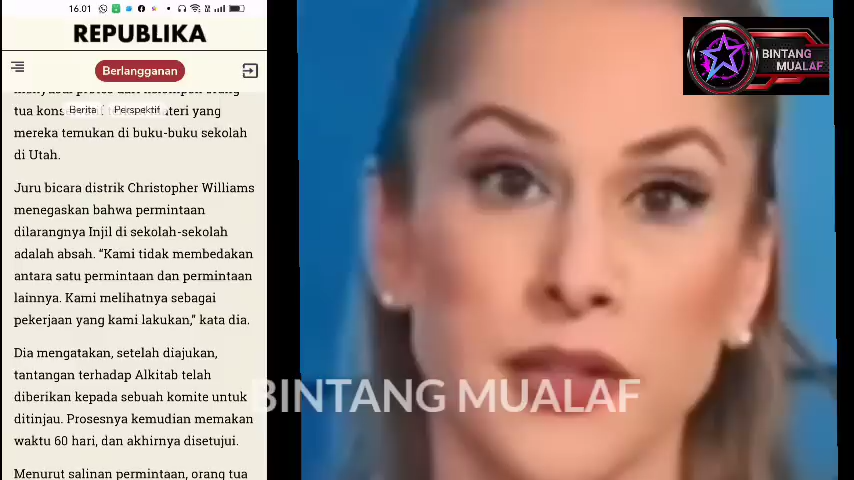 16.01
REPUBLIKA
Berlangganan
Berita
Perspektif
tua kons
teri yang
mereka temukan di buku-buku sekolah
di Utah.
Juru bicara distrik Christopher Williams
menegaskan bahwa permintaan
dilarangnya Injil di sekolah-sekolah
adalah absah. “Kami tidak membedakan
antara satu permintaan dan permintaan
lainnya. Kami melihatnya sebagai
pekerjaan yang kami lakukan,” kata dia.
Dia mengatakan, setelah diajukan,
tantangan terhadap Alkitab telah
diberikan kepada sebuah komite untuk
ditinjau. Prosesnya kemudian memakan
waktu 60 hari, dan akhirnya disetujui.
Menurut salinan permintaan, orang tua
BINTANG MUALAF
BINTANG
MUALAF